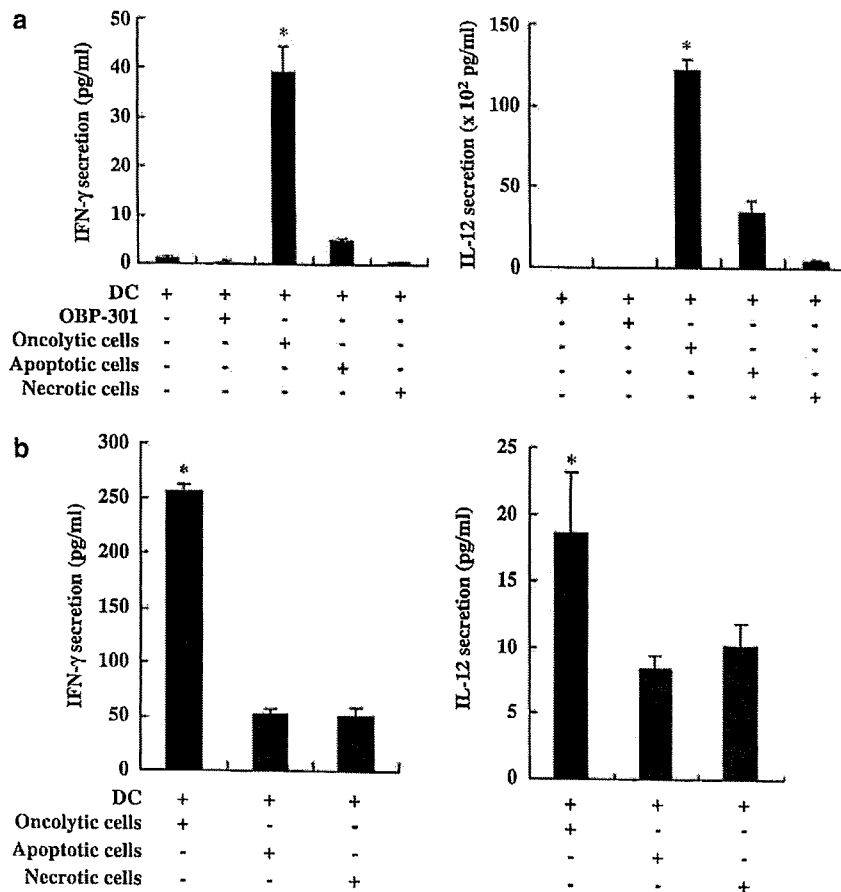 a
IFN-γ secretion (pg/ml)
50
40
30
20
10
0
*
IL-12 secretion (x 10² pg/ml)
150
100
50
0
*
DC + + + + +
OBP-301 - + - - -
Oncolytic cells - - + - -
Apoptotic cells - - - + -
Necrotic cells - - - - +
+ + + + +
- + - - -
- - + - -
- - - + -
- - - - +
b
IFN-γ secretion (pg/ml)
300
250
200
150
100
50
0
*
IL-12 secretion (pg/ml)
25
20
15
10
5
0
*
DC + + +
Oncolytic cells + - -
Apoptotic cells - + -
Necrotic cells - - +
+ + +
+ - -
- + -
- - +